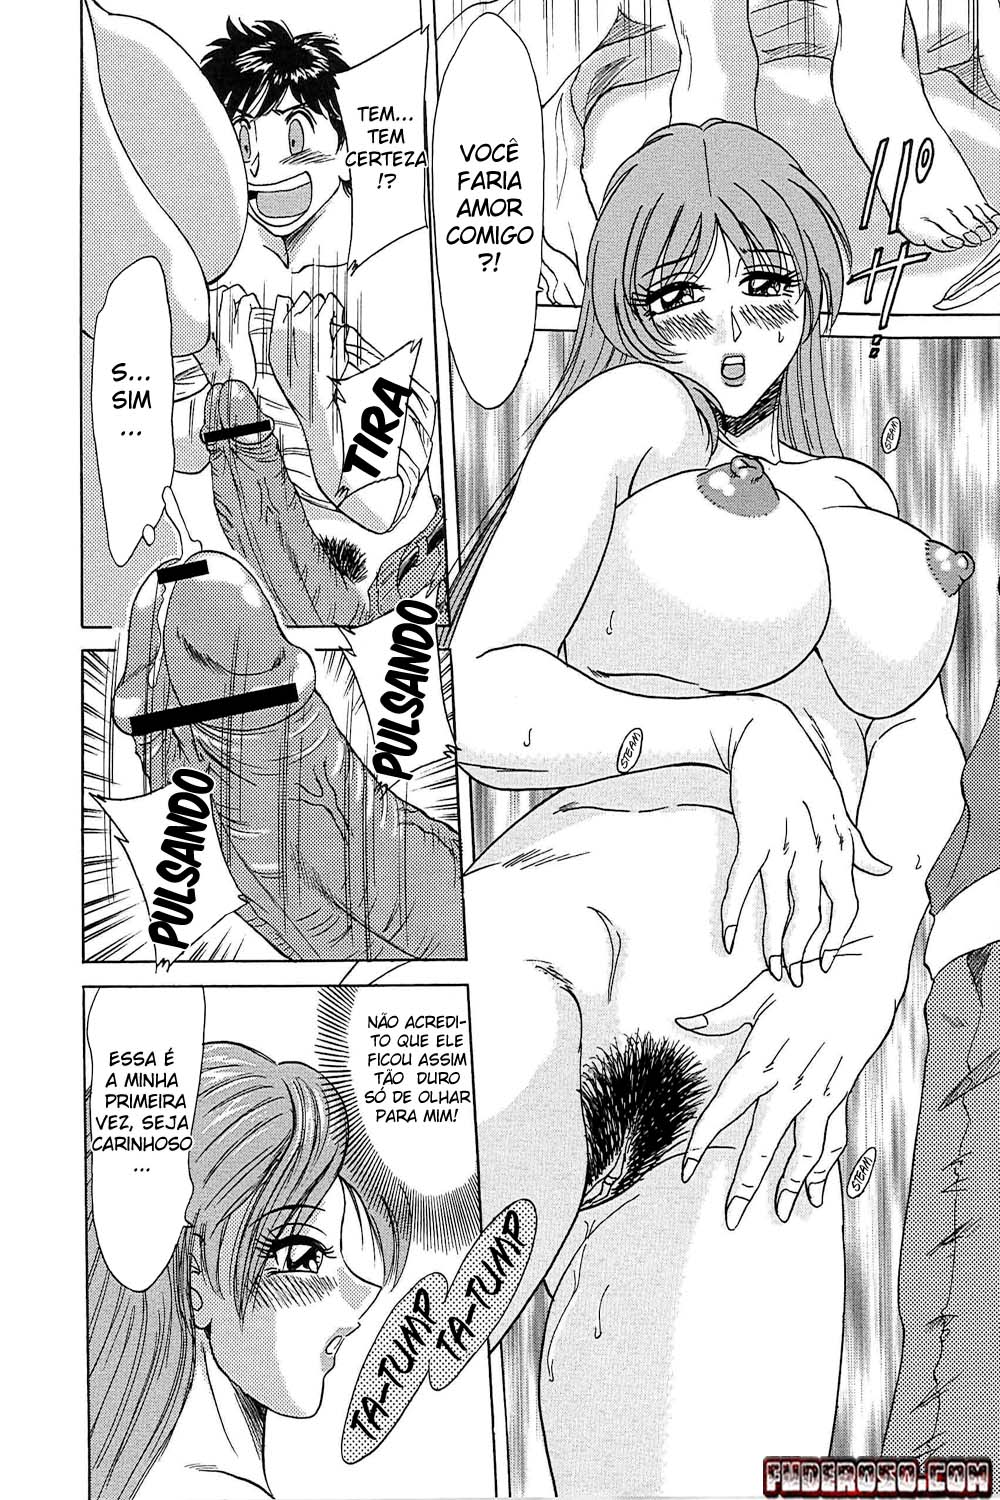 VOCÊ
FARIA
AMOR
COMIGO
?!
TEM...
TEM
CERTEZA
!?
S...
SIM
...
TIRA
STEAM
STEAM
STEAM
PULSANDO
PULSANDO
NÃO ACREDI-
TO QUE ELE
FICOU ASSIM
TÃO DURO
SÓ DE OLHAR
PARA MIM!
ESSA É
A MINHA
PRIMEIRA
VEZ, SEJA
CARINHOSO
...
TA-TUMP
TA-TUMP
FUDEROSO.COM